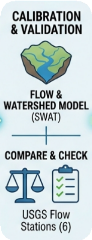 CALIBRATION
& VALIDATION
FLOW &
WATERSHED MODEL
(SWAT)
COMPARE & CHECK
USGS Flow
Stations (6)